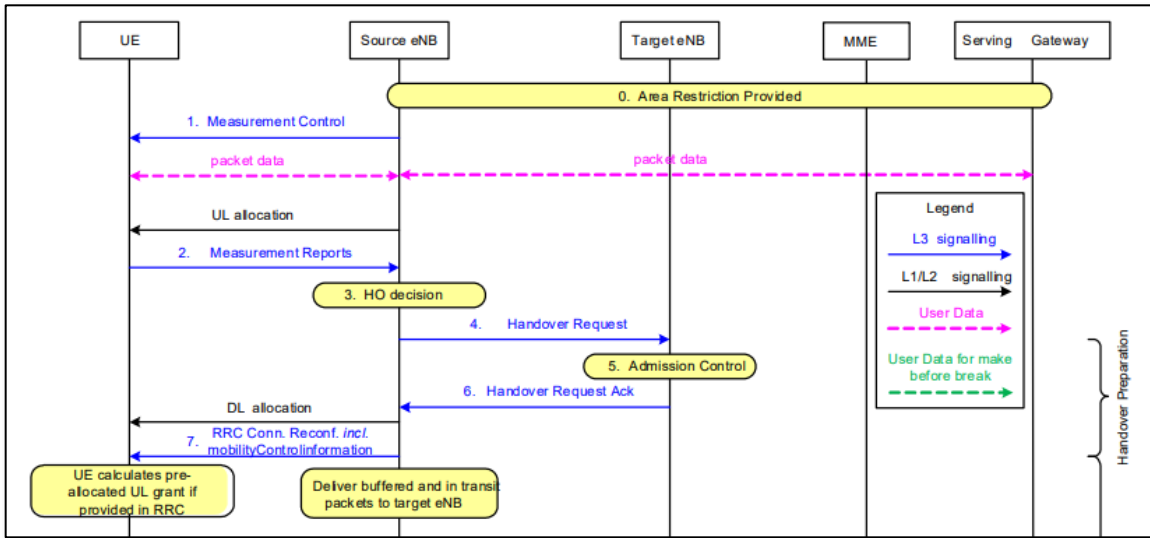 UE
Source eNB
Target eNB
MME
Serving Gateway
0. Area Restriction Provided
1. Measurement Control
packet data
packet data
UL allocation
Legend
2. Measurement Reports
L3 signalling
3. HO decision
L1/L2 signalling
4. Handover Request
User Data
5. Admission Control
User Data for make
before break
6. Handover Request Ack
DL allocation
7. RRC Conn. Reconf. incl.
mobilityControlinformation
Handover Preparation
UE calculates pre-
allocated UL grant if
provided in RRC
Deliver buffered and in transit
packets to target eNB